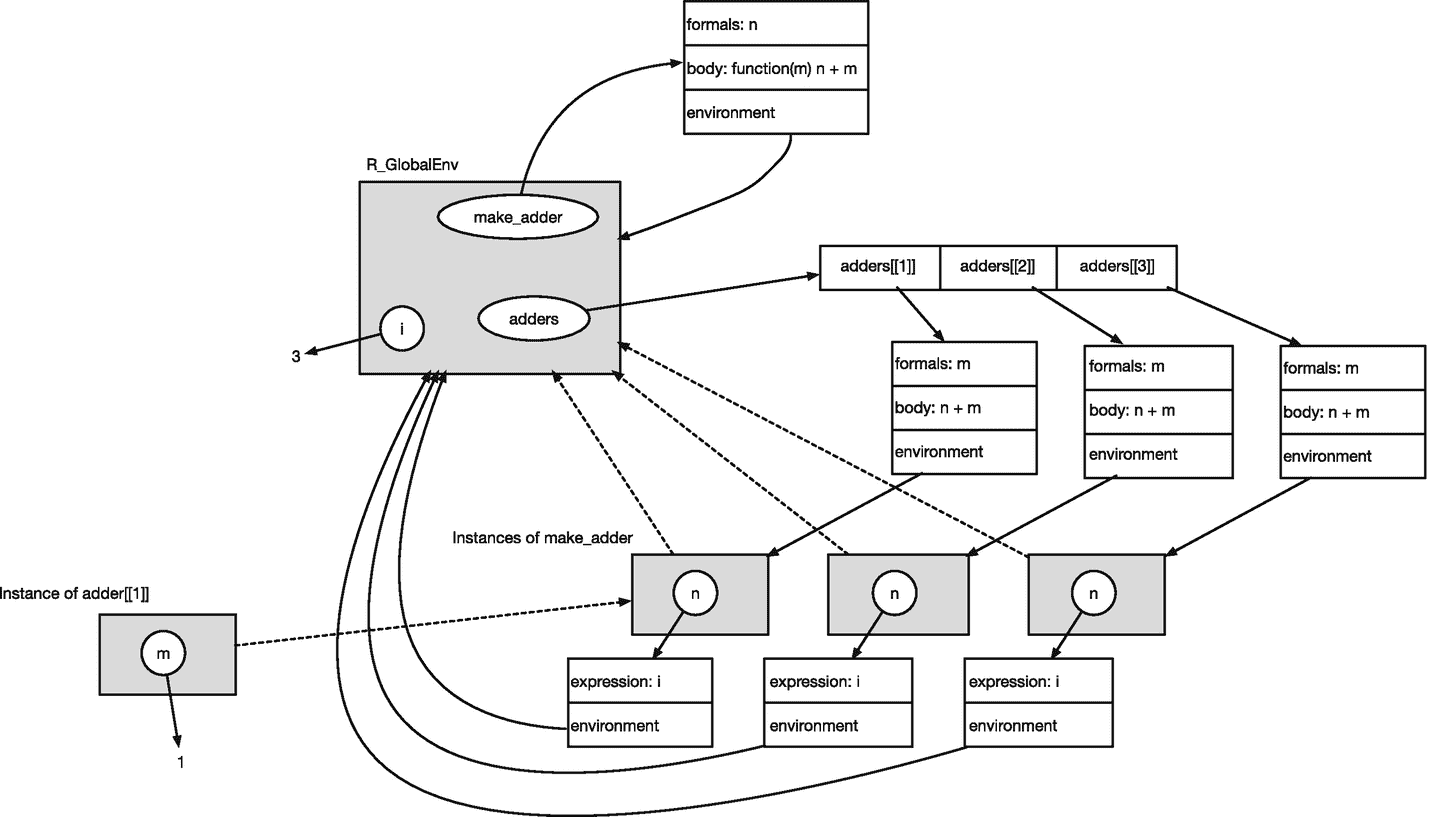 formals: n
body: function(m) n + m
environment
R_GlobalEnv
make_adder
adders[[1]]
adders[[2]]
adders[[3]]
i
adders
3
formals: m
body: n + m
environment
formals: m
body: n + m
environment
formals: m
body: n + m
environment
Instances of make_adder
n
n
n
Instance of adder[[1]]
m
1
expression: i
environment
expression: i
environment
expression: i
environment